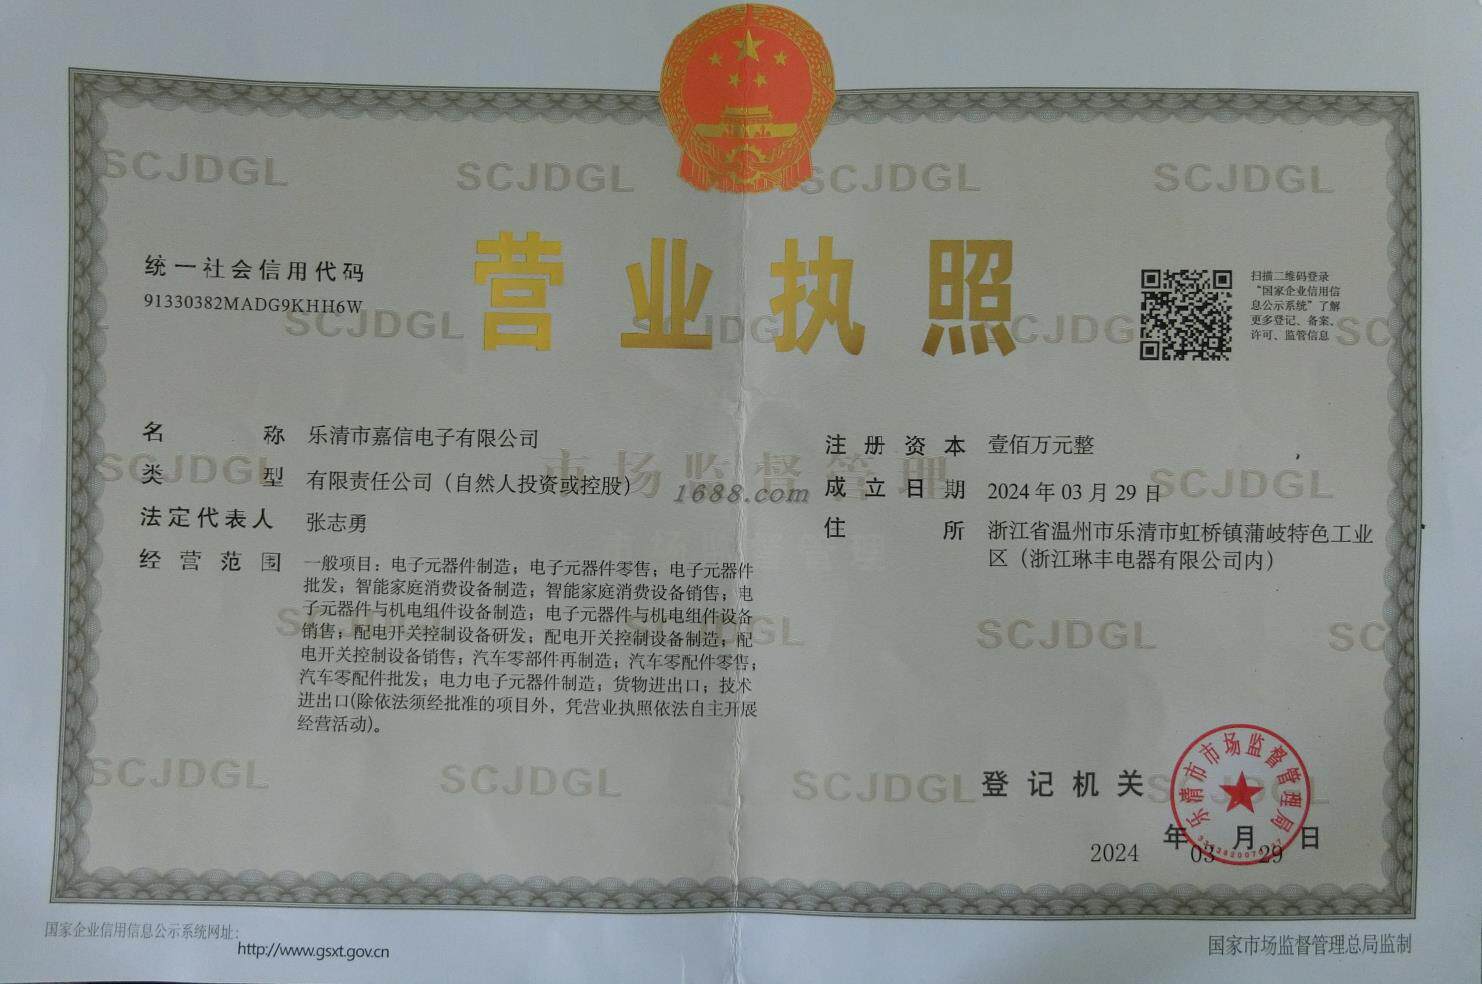 营业执照
统一社会信用代码
91330382MADG9KHH6W
扫描二维码登录
“国家企业信用信
息公示系统”了解
更多登记、备案、
许可、监管信息
名称 乐清市嘉信电子有限公司
类型 有限责任公司（自然人投资或控股）
法定代表人 张志勇
经营范围 一般项目：电子元器件制造；电子元器件零售；电子元器件
批发；智能家庭消费设备制造；智能家庭消费设备销售；电
子元器件与机电组件设备制造；电子元器件与机电组件设备
销售；配电开关控制设备研发；配电开关控制设备制造；配
电开关控制设备销售；汽车零部件再制造；汽车零配件零售；
汽车零配件批发；电力电子元器件制造；货物进出口；技术
进出口(除依法须经批准的项目外，凭营业执照依法自主开展
经营活动)。
注册资本 壹佰万元整
成立日期 2024年03月29日
住所 浙江省温州市乐清市虹桥镇蒲岐特色工业
区（浙江琳丰电器有限公司内）
1688.com
市场监督管理
SCJDGL
登记机关
乐清市市场监督管理局
2024年03月29日
国家企业信用信息公示系统网址：
http://www.gsxt.gov.cn
国家市场监督管理总局监制